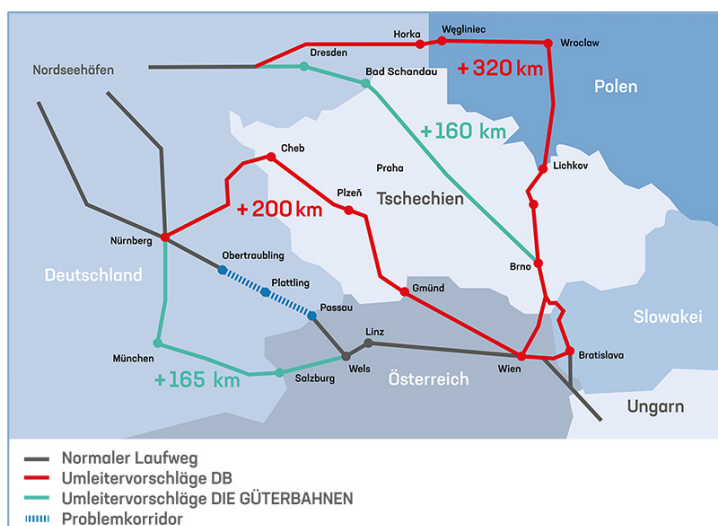 Horka
Węgliniec
Wroclaw
Dresden
Nordseehäfen
Bad Schandau
+320 km
Polen
+160 km
Cheb
Praha
Lichkov
Plzeň
Tschechien
+200 km
Nürnberg
Obertraubling
Brno
Deutschland
Plattling
Gmünd
Passau
Slowakei
Linz
München
Wels
Wien
Bratislava
+165 km
Salzburg
Österreich
Ungarn
Normaler Laufweg
Umleitervorschläge DB
Umleitervorschläge DIE GÜTERBAHNEN
Problemkorridor